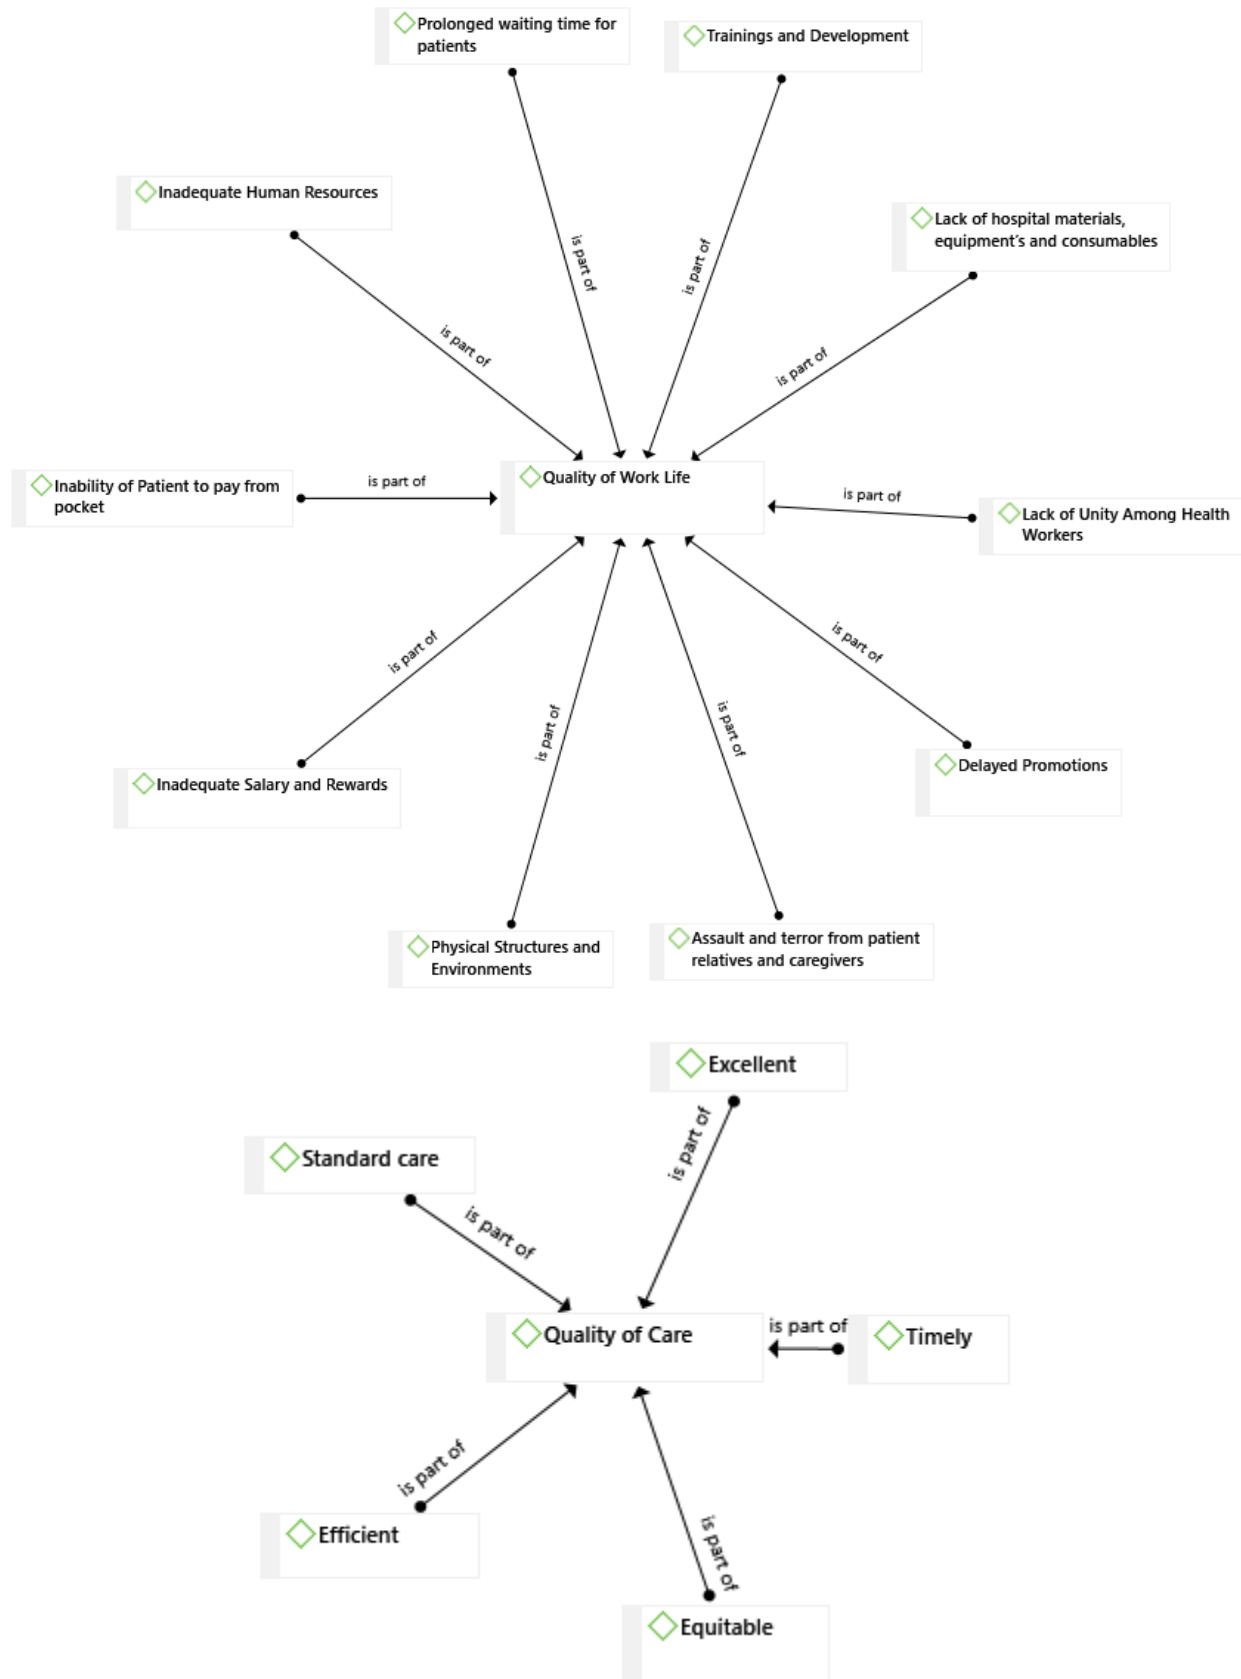 Prolonged waiting time for
patients
Trainings and Development
Inadequate Human Resources
Lack of hospital materials,
equipment's and consumables
is part of
is part of
is part of
is part of
Inability of Patient to pay from
pocket
is part of
Quality of Work Life
is part of
Lack of Unity Among Health
Workers
is part of
is part of
is part of
is part of
Inadequate Salary and Rewards
Delayed Promotions
Physical Structures and
Environments
Assault and terror from patient
relatives and caregivers
Excellent
Standard care
is part of
is part of
Quality of Care
is part of
Timely
is part of
Efficient
is part of
Equitable